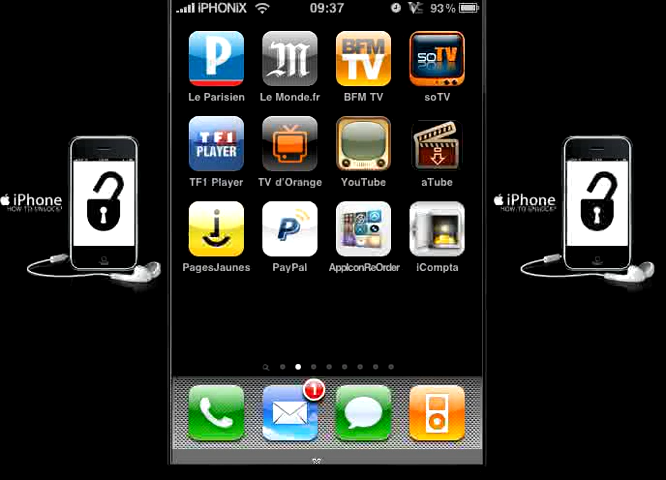 iPHONiX 09:37 93%
Le Parisien Le Monde.fr BFM TV soTV
P
M
BFM
TV
soTV
TF1
PLAYER
TF1 Player TV d'Orange YouTube aTube
PagesJaunes PayPal AppIconReOrder iCompta
1
iPhone
HOW TO UNLOCK?
iPhone
HOW TO UNLOCK?